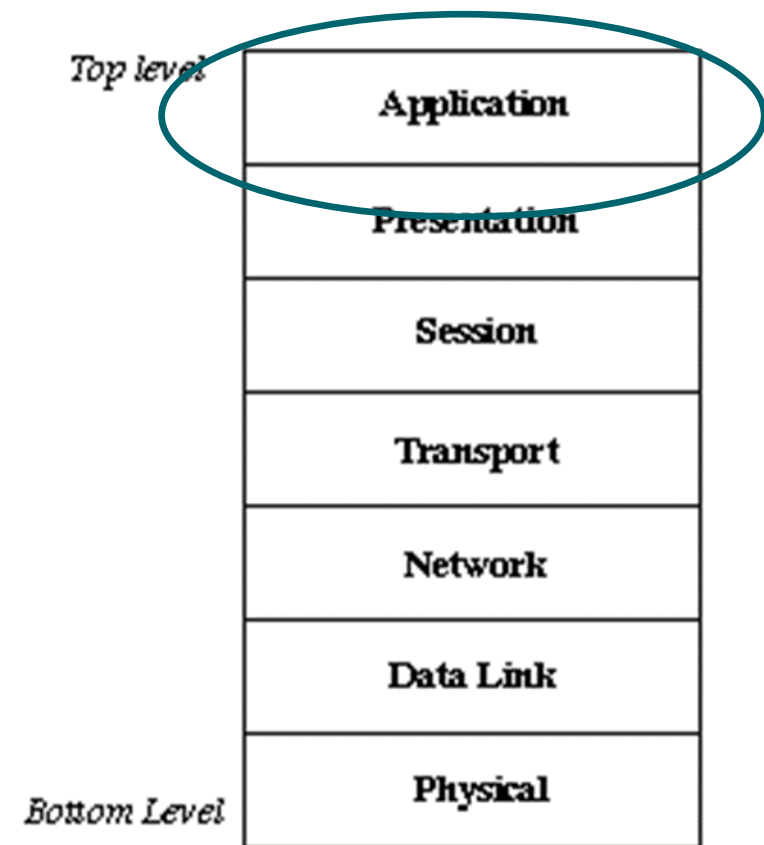 Top level
Application
Presentation
Session
Transport
Network
Data Link
Physical
Bottom Level